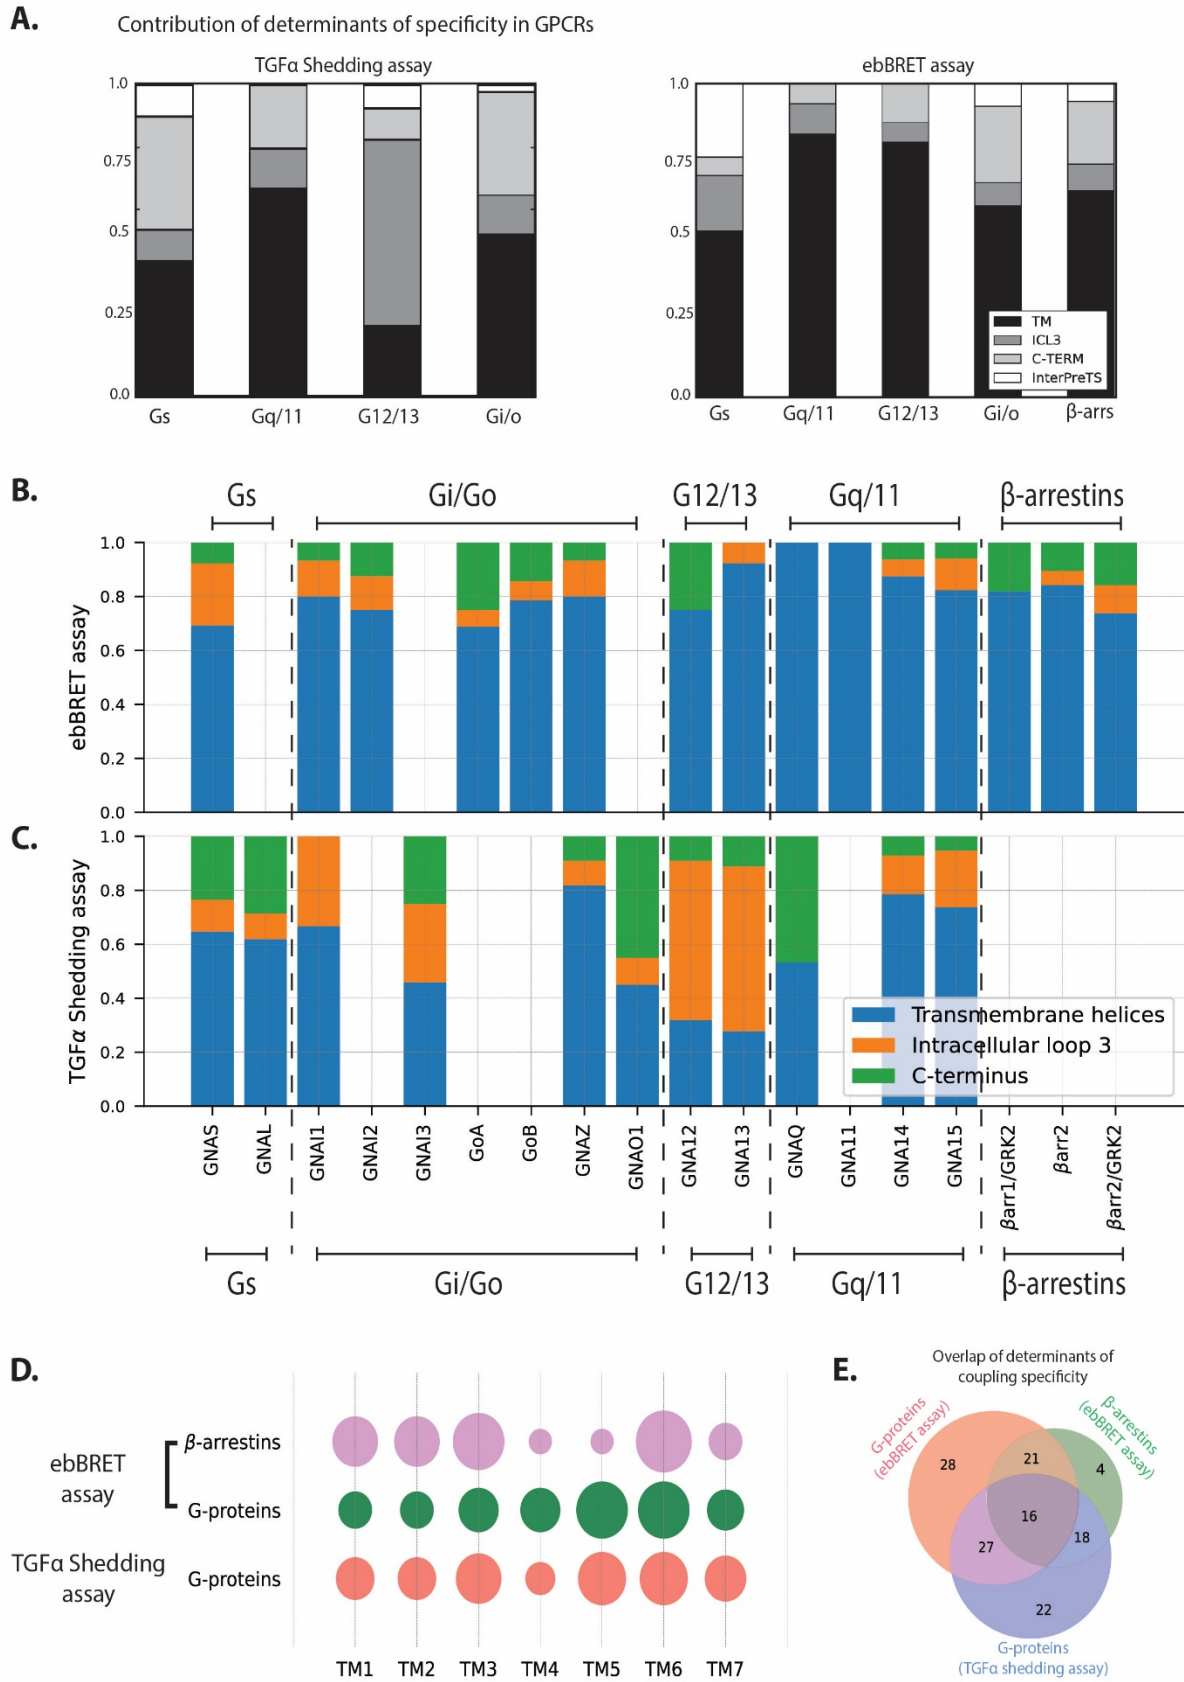 A.
Contribution of determinants of specificity in GPCRs
TGFα Shedding assay
1.0
0.75
0.5
0.25
0.0
Gs
Gq/11
G12/13
Gi/o
ebBRET assay
1.0
0.75
0.5
0.25
0.0
TM
ICL3
C-TERM
InterPreTS
Gs
Gq/11
G12/13
Gi/o
β-arrs
B.
Gs
Gi/Go
G12/13
Gq/11
β-arrestins
ebBRET assay
1.0
0.8
0.6
0.4
0.2
0.0
C.
TGFα Shedding assay
1.0
0.8
0.6
0.4
0.2
0.0
Transmembrane helices
Intracellular loop 3
C-terminus
GNAS
GNAL
GNAI1
GNAI2
GNAI3
GoA
GoB
GNAZ
GNAO1
GNA12
GNA13
GNAQ
GNA11
GNA14
GNA15
βarr1/GRK2
βarr2
βarr2/GRK2
Gs
Gi/Go
G12/13
Gq/11
β-arrestins
D.
ebBRET
assay
β-arrestins
G-proteins
TGFα Shedding
assay
G-proteins
TM1
TM2
TM3
TM4
TM5
TM6
TM7
E.
Overlap of determinants of
coupling specificity
G-proteins
(ebBRET assay)
β-arrestins
(ebBRET assay)
28
21
4
16
27
18
22
G-proteins
(TGFα shedding assay)